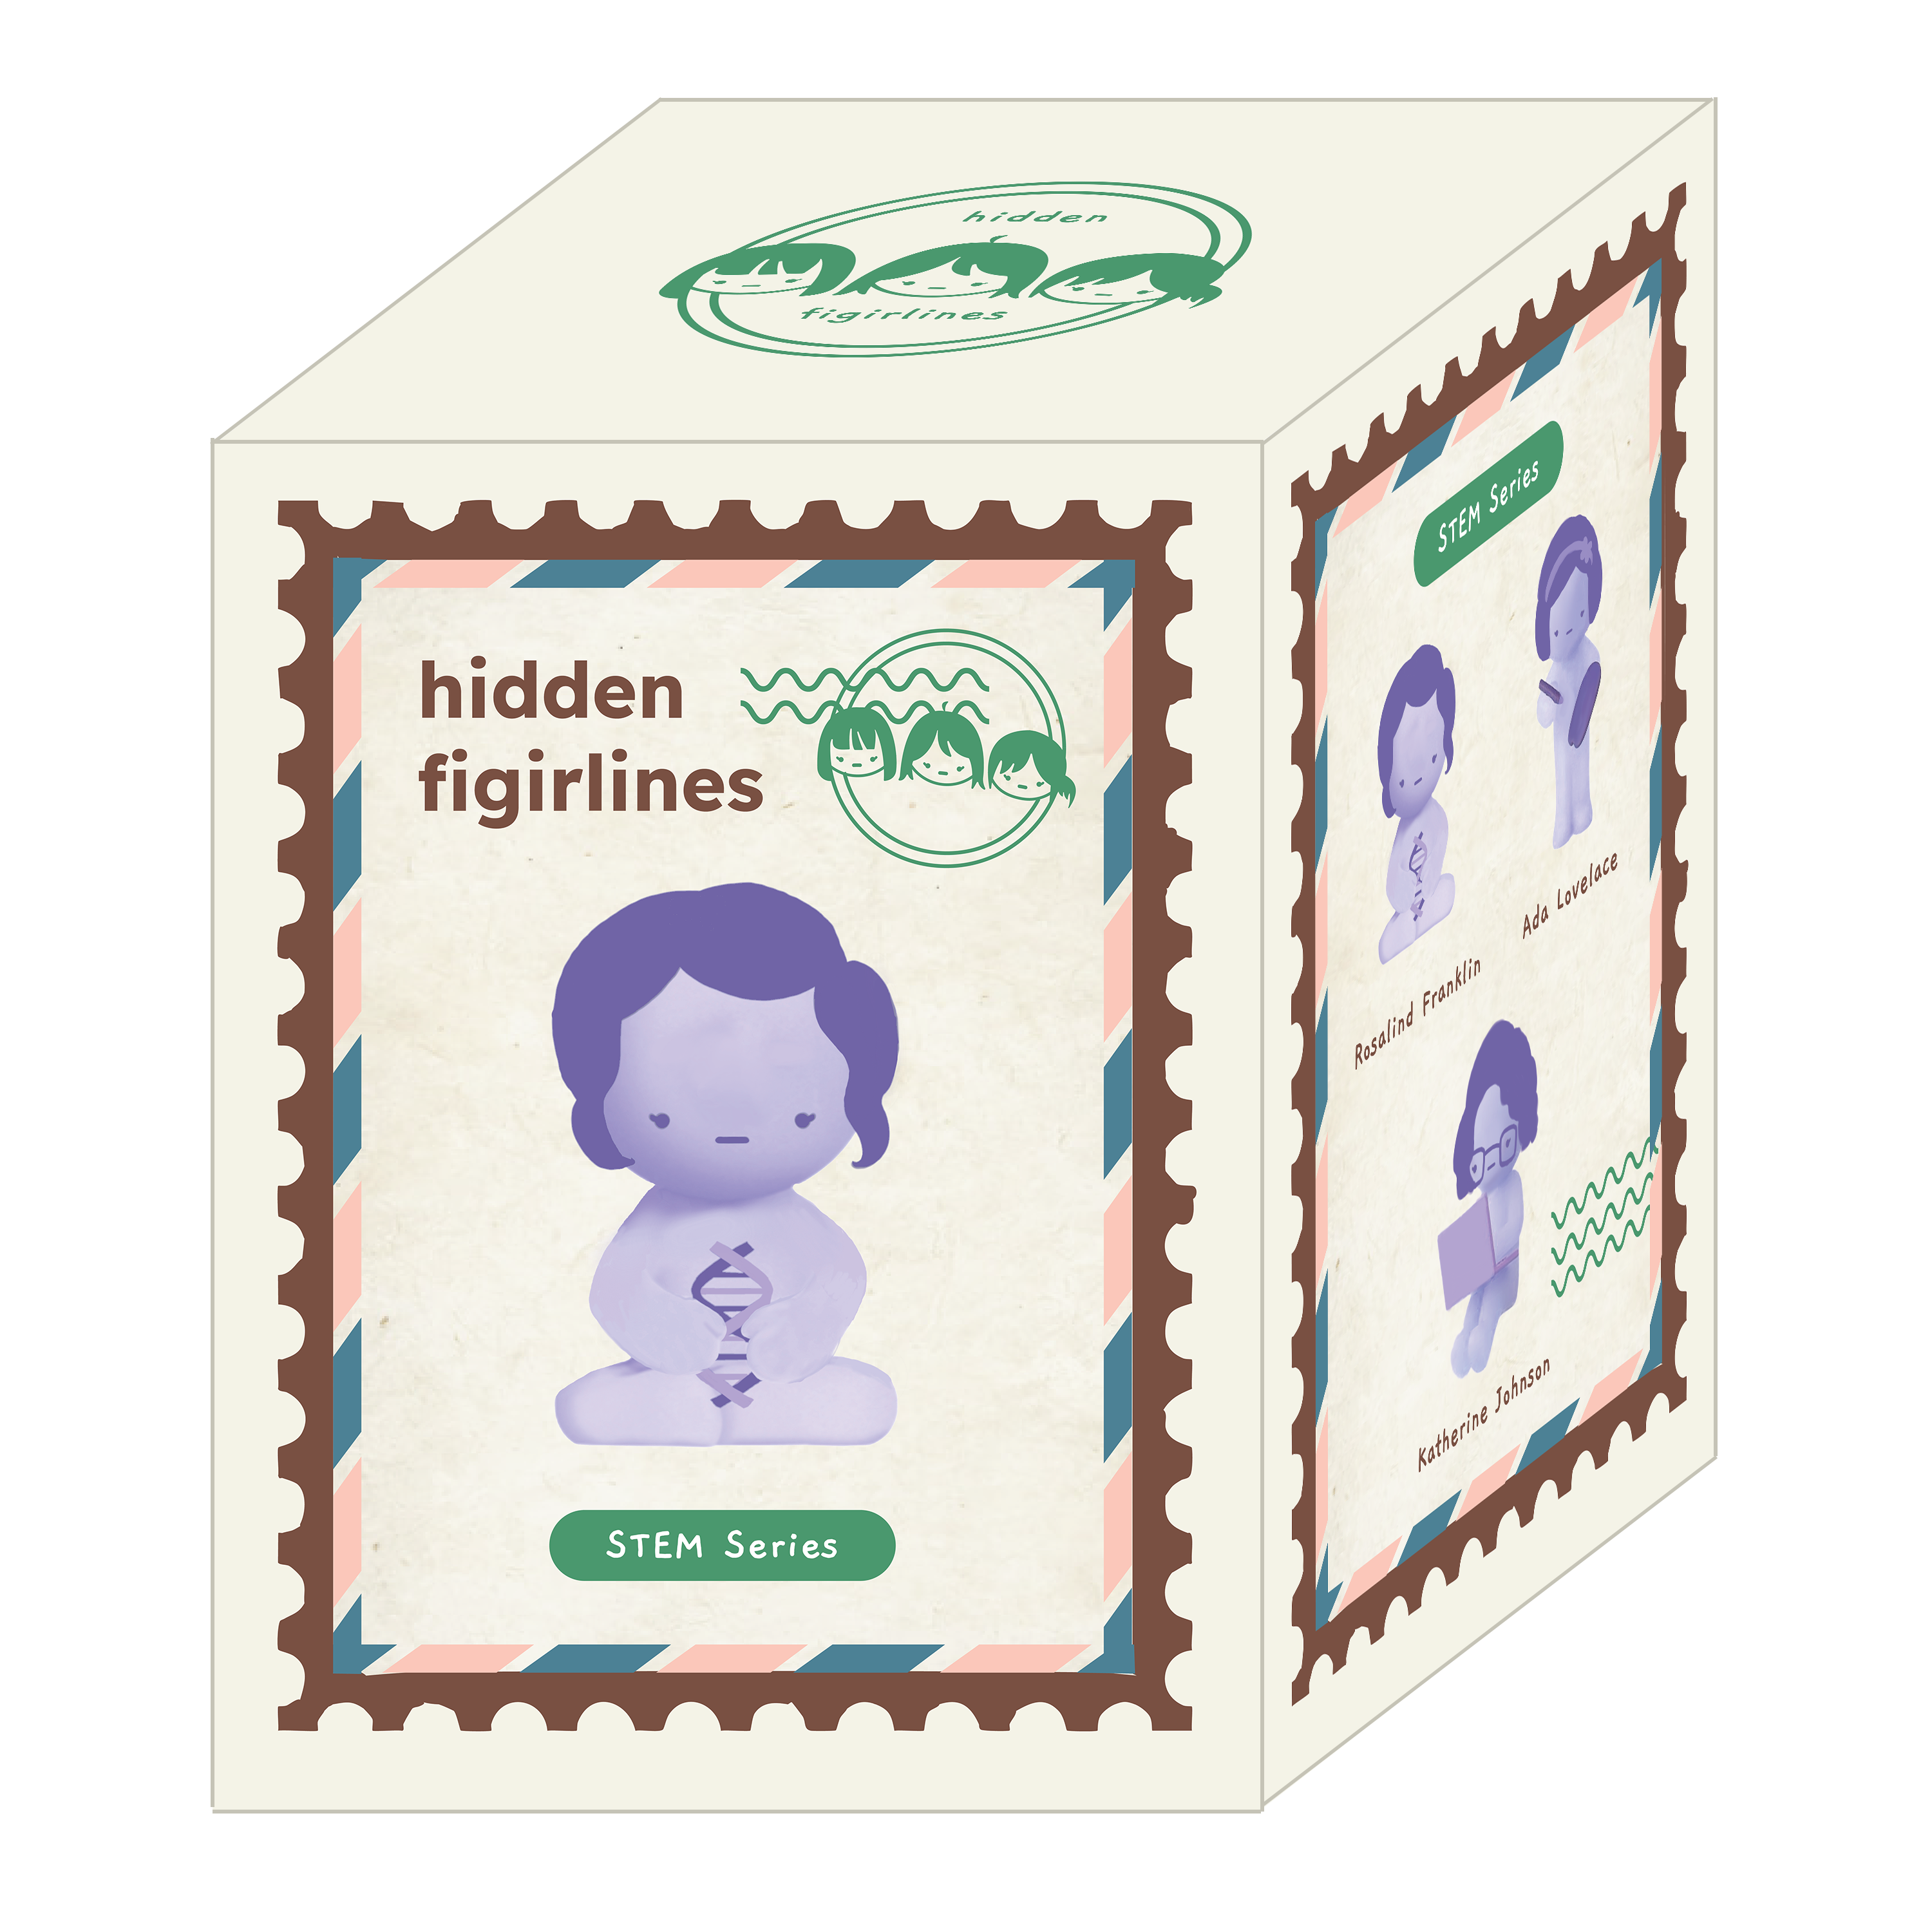 hidden
figirlines
hidden
figirlines
STEM Series
STEM Series
Ada Lovelace
Rosalind Franklin
Katherine Johnson